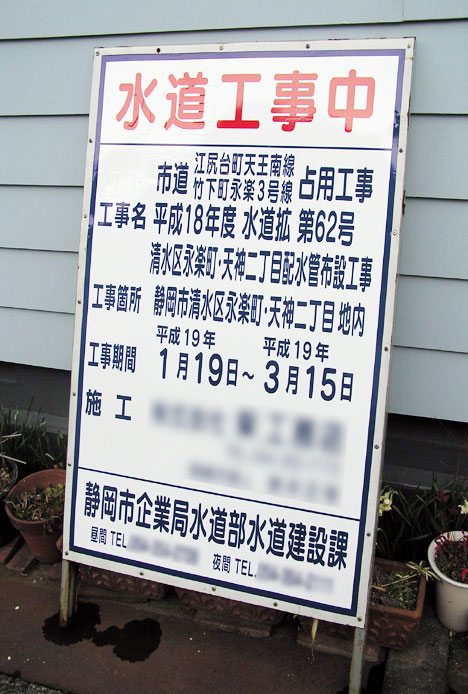 水道工事中
市道 江尻台町天王南線 占用工事
竹下町永楽3号線
工事名 平成18年度 水道拡 第62号
清水区永楽町・天神二丁目配水管布設工事
工事箇所 静岡市清水区永楽町・天神二丁目 地内
平成19年 平成19年
工事期間 1月19日～3月15日
施工
静岡市企業局水道部水道建設課
昼間 TEL. 夜間 TEL.